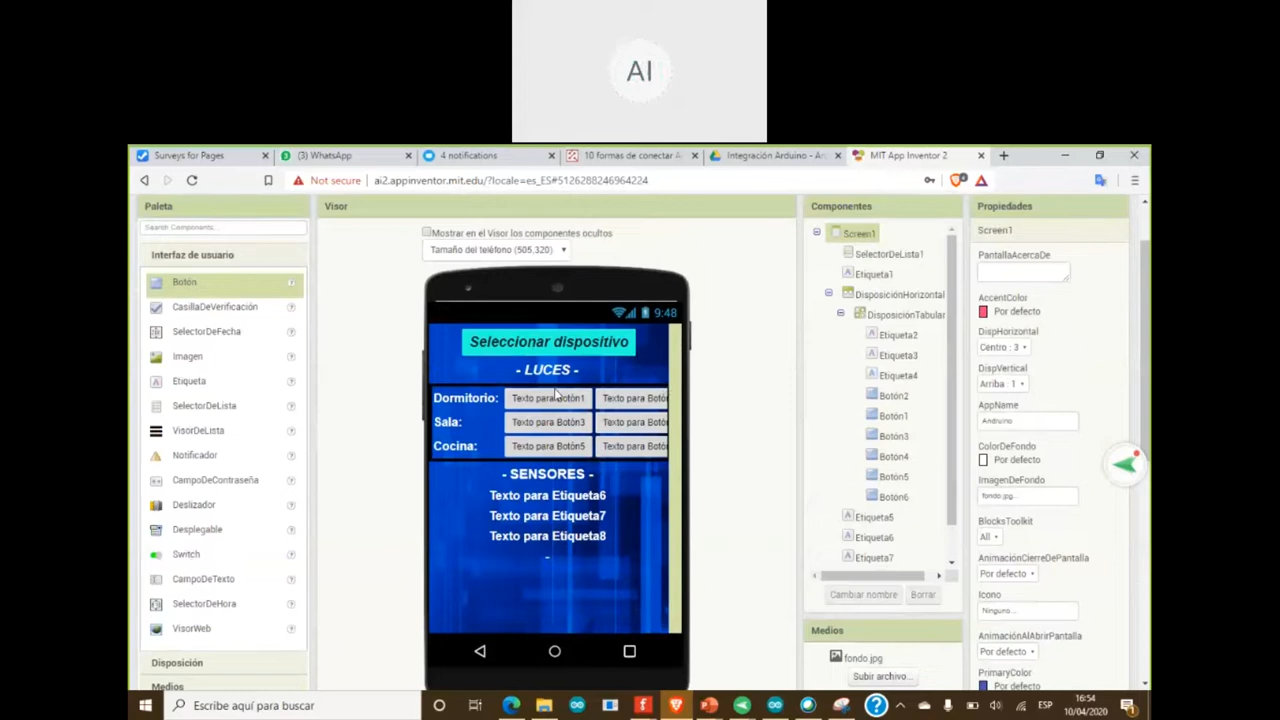 AI
Surveys for Pages
(3) WhatsApp
4 notifications
10 formas de conectar A
Integración Arduino - An
MIT App Inventor 2
Not secure
ai2.appinventor.mit.edu/?locale=es_ES#5126288246964224
Paleta
Visor
Componentes
Propiedades
Search Components...
Interfaz de usuario
Botón
CasillaDeVerificación
SelectorDeFecha
Imagen
Etiqueta
SelectorDeLista
VisorDeLista
Notificador
CampoDeContraseña
Deslizador
Desplegable
Switch
CampoDeTexto
SelectorDeHora
VisorWeb
Disposición
Medios
Mostrar en el Visor los componentes ocultos
Tamaño del teléfono (505,320)
9:48
Seleccionar dispositivo
- LUCES -
Dormitorio: Texto para Botón1 Texto para Botó
Sala: Texto para Botón3 Texto para Botó
Cocina: Texto para Botón5 Texto para Botó
- SENSORES -
Texto para Etiqueta6
Texto para Etiqueta7
Texto para Etiqueta8
-
Screen1
SelectorDeLista1
Etiqueta1
DisposiciónHorizontal
DisposiciónTabular
Etiqueta2
Etiqueta3
Etiqueta4
Botón2
Botón1
Botón3
Botón4
Botón5
Botón6
Etiqueta5
Etiqueta6
Etiqueta7
Cambiar nombre Borrar
Medios
fondo.jpg
Subir archivo...
Screen1
PantallaAcercaDe
AccentColor
Por defecto
DispHorizontal
Centro : 3
DispVertical
Arriba : 1
AppName
Andruino
ColorDeFondo
Por defecto
ImagenDeFondo
fondo.jpg...
BlocksToolkit
All
AnimaciónCierreDePantalla
Por defecto
Icono
Ninguno...
AnimaciónAlAbrirPantalla
Por defecto
PrimaryColor
Por defecto
Escribe aquí para buscar
ESP
16:54
10/04/2020